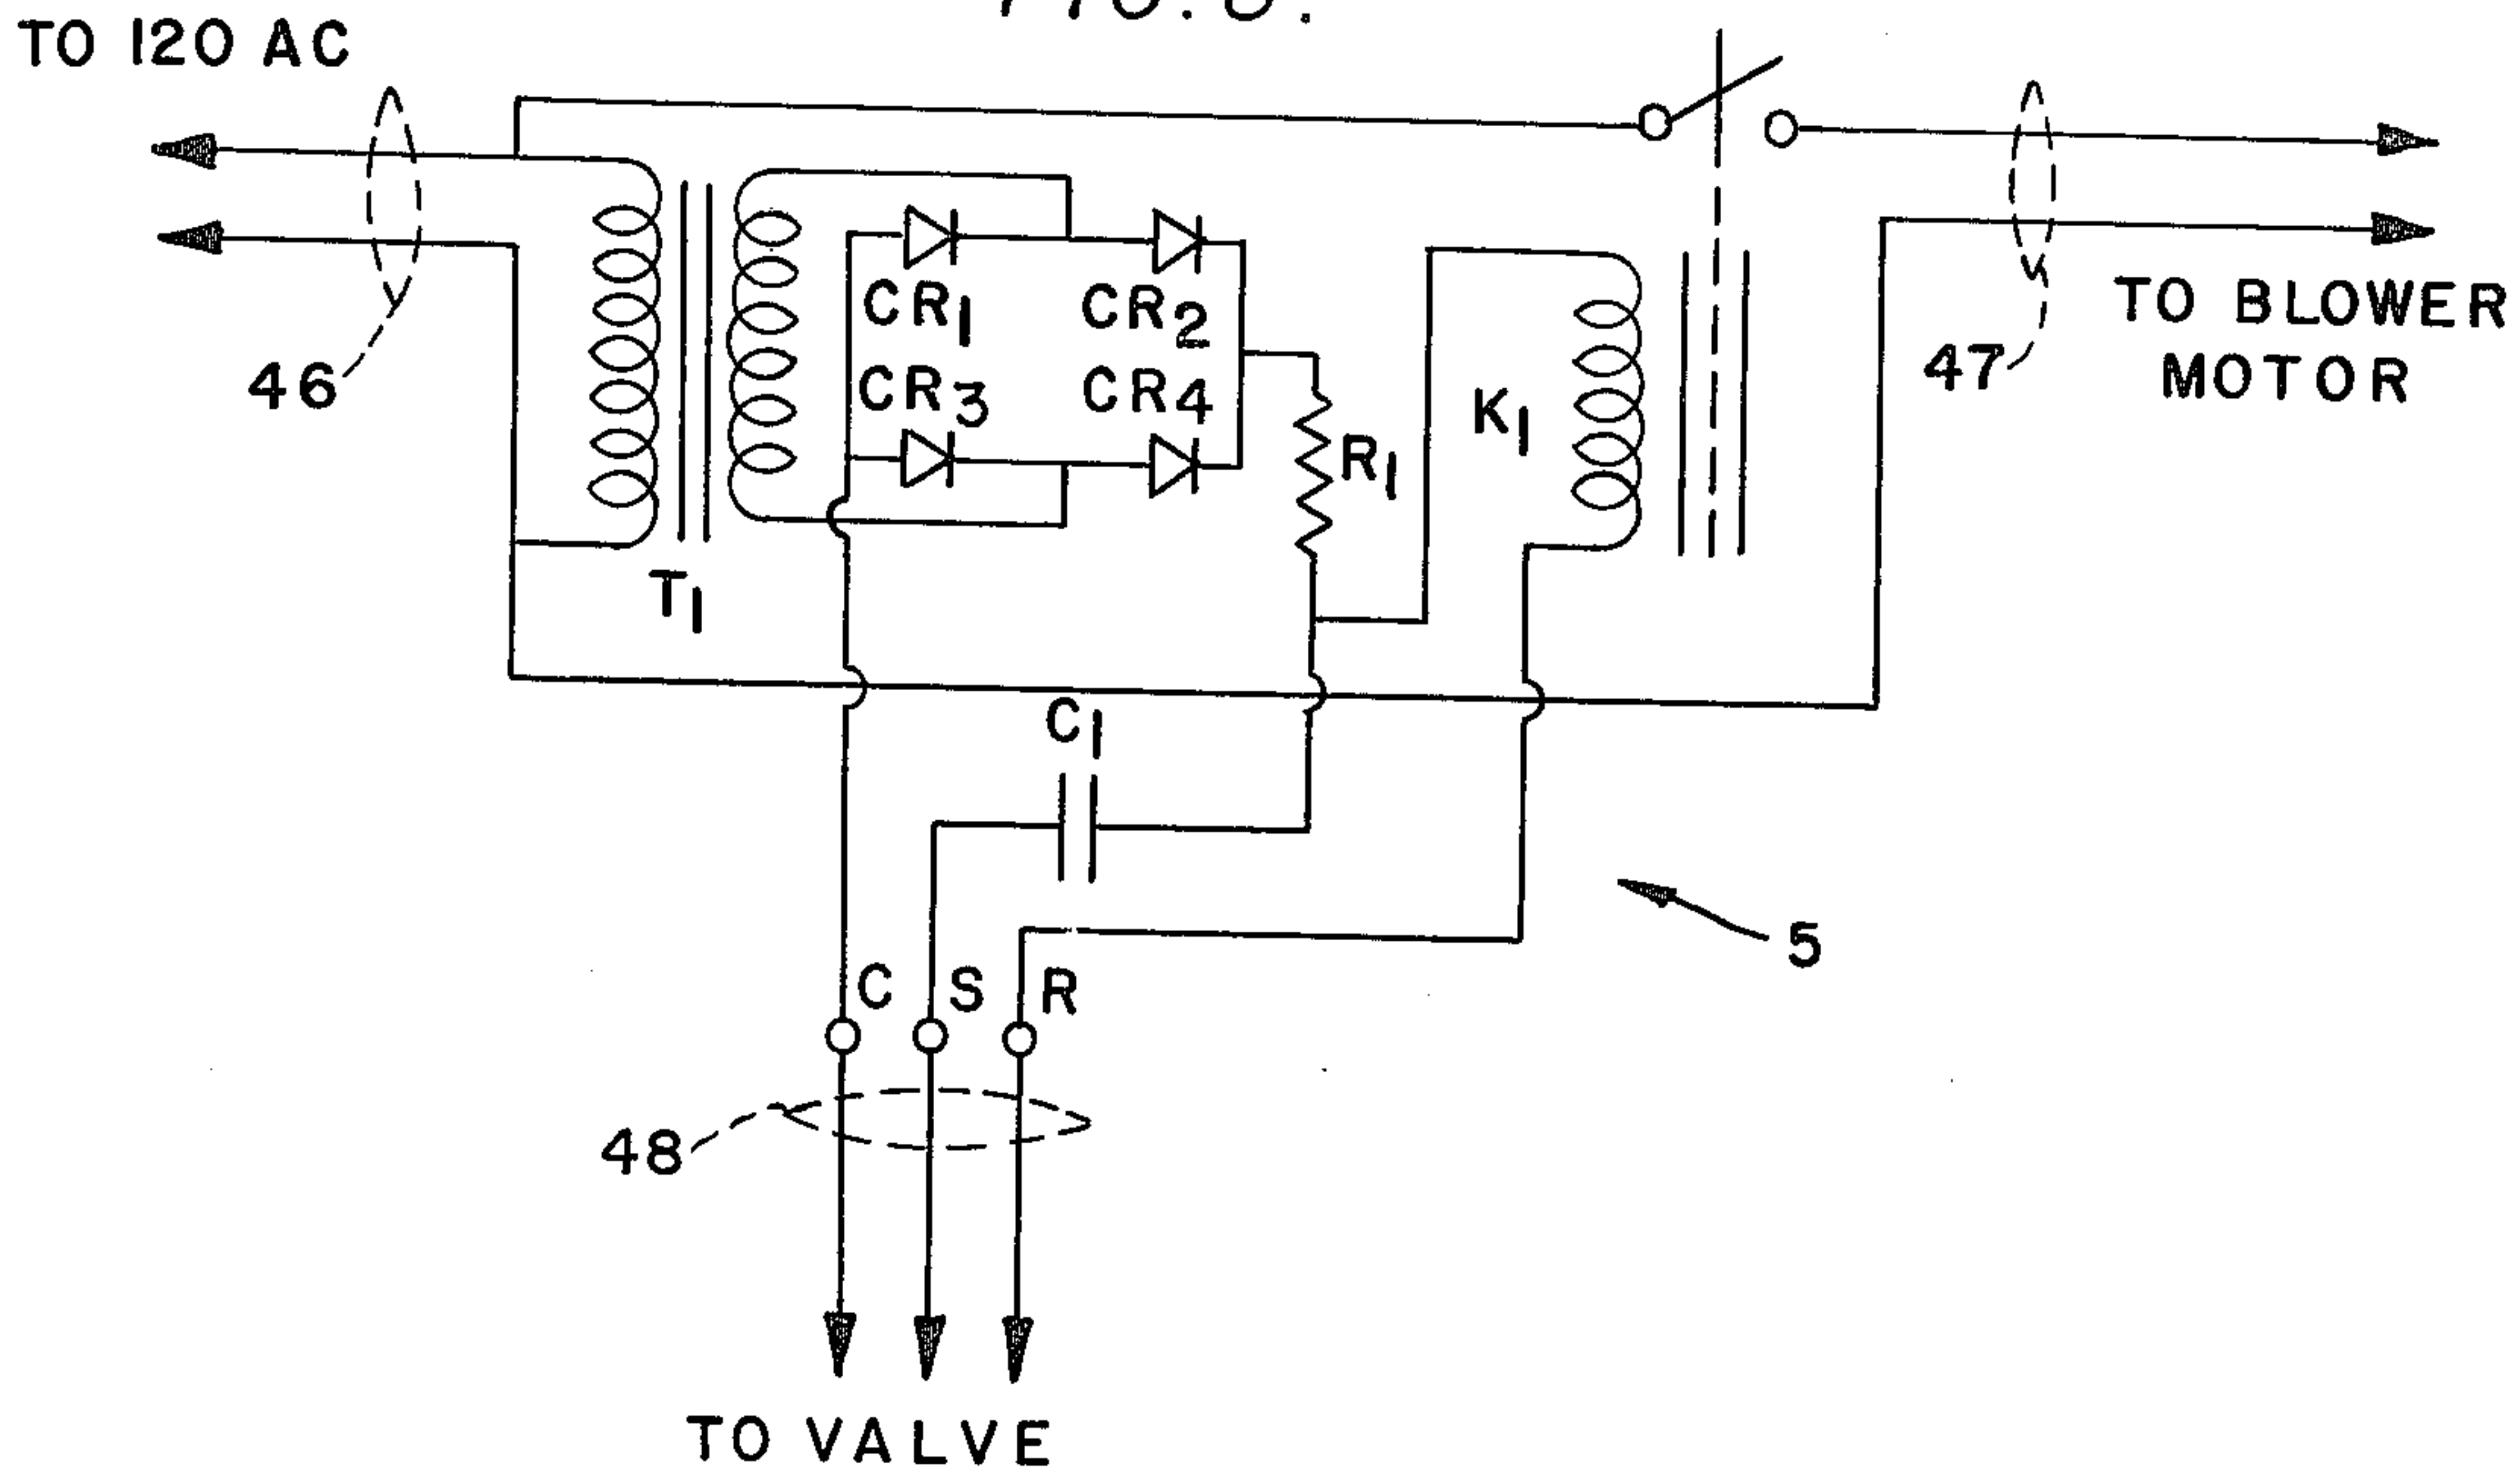 TO 120 AC
CR1
CR2
CR3
CR4
46
T1
R1
K1
47
TO BLOWER
MOTOR
C1
5
C S R
48
TO VALVE